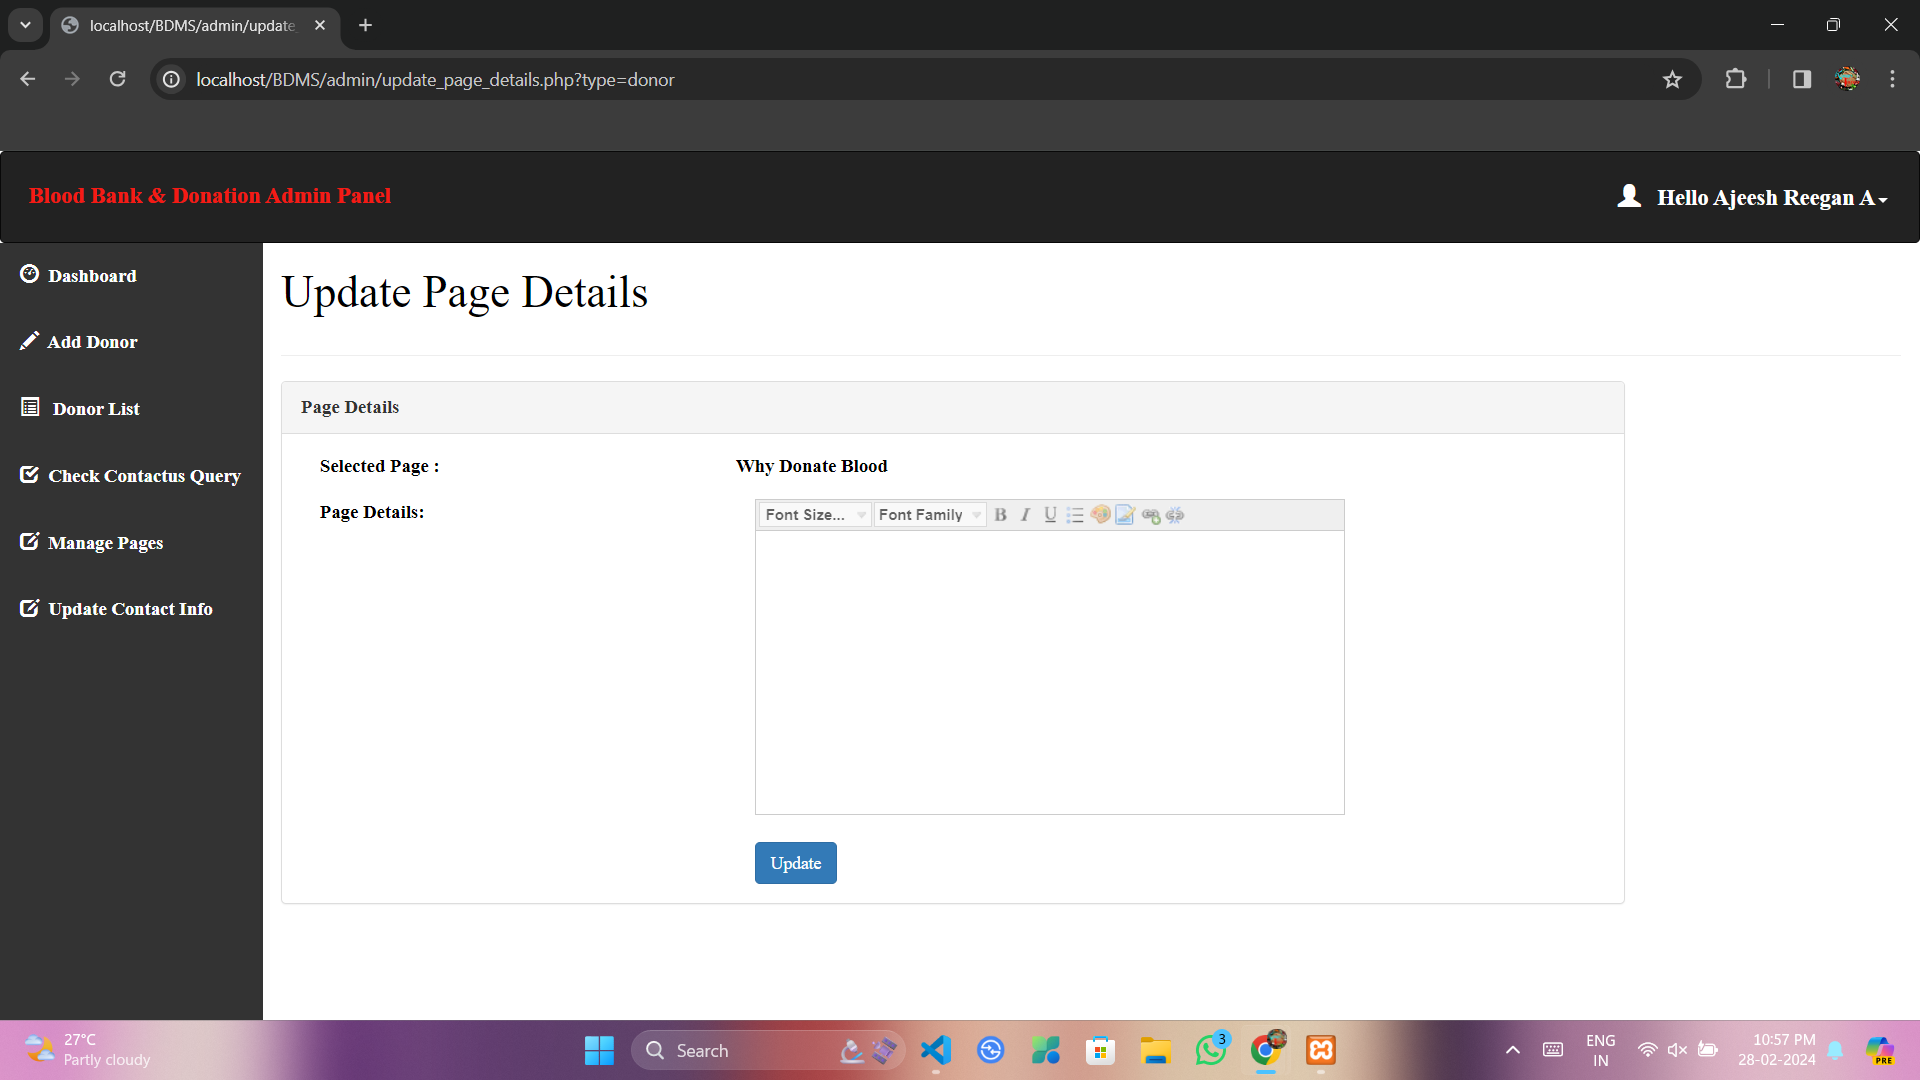 localhost/BDMS/admin/update_
localhost/BDMS/admin/update_page_details.php?type=donor
Blood Bank & Donation Admin Panel
Hello Ajeesh Reegan A
Dashboard
Add Donor
Donor List
Check Contactus Query
Manage Pages
Update Contact Info
Update Page Details
Page Details
Selected Page :
Why Donate Blood
Page Details:
Font Size...
Font Family
B I U
Update
27°C
Partly cloudy
Search
3
ENG
IN
10:57 PM
28-02-2024
PRE